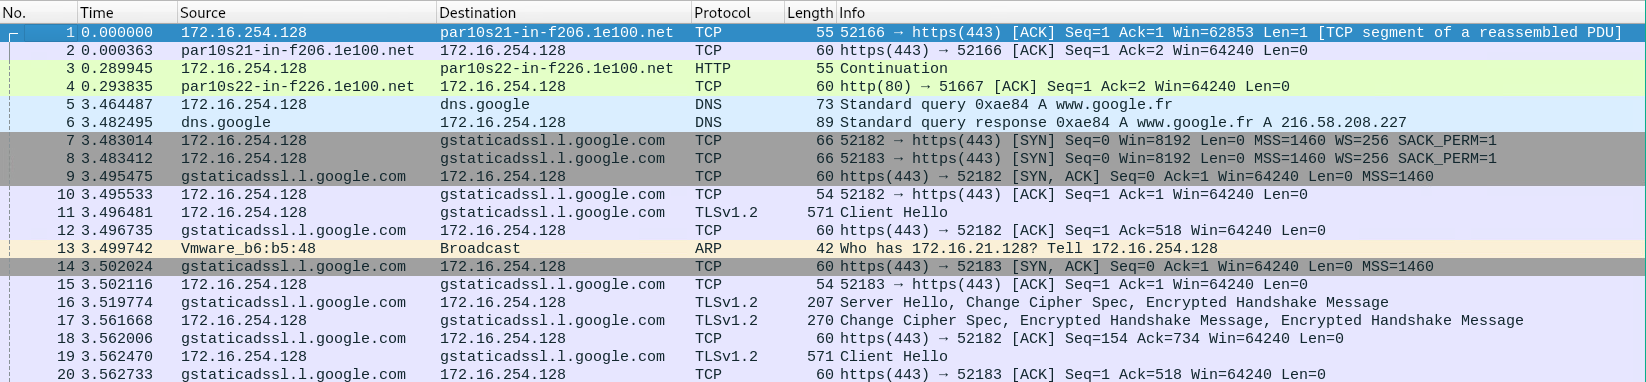 No. Time Source Destination Protocol Length Info
1 0.000000 172.16.254.128 par10s21-in-f206.1e100.net TCP 55 52166 → https(443) [ACK] Seq=1 Ack=1 Win=62853 Len=1 [TCP segment of a reassembled PDU]
2 0.000363 par10s21-in-f206.1e100.net 172.16.254.128 TCP 60 https(443) → 52166 [ACK] Seq=1 Ack=2 Win=64240 Len=0
3 0.289945 172.16.254.128 par10s22-in-f226.1e100.net HTTP 55 Continuation
4 0.293835 par10s22-in-f226.1e100.net 172.16.254.128 TCP 60 http(80) → 51667 [ACK] Seq=1 Ack=2 Win=64240 Len=0
5 3.464487 172.16.254.128 dns.google DNS 73 Standard query 0xae84 A www.google.fr
6 3.482495 dns.google 172.16.254.128 DNS 89 Standard query response 0xae84 A www.google.fr A 216.58.208.227
7 3.483014 172.16.254.128 gstaticadssl.l.google.com TCP 66 52182 → https(443) [SYN] Seq=0 Win=8192 Len=0 MSS=1460 WS=256 SACK_PERM=1
8 3.483412 172.16.254.128 gstaticadssl.l.google.com TCP 66 52183 → https(443) [SYN] Seq=0 Win=8192 Len=0 MSS=1460 WS=256 SACK_PERM=1
9 3.495475 gstaticadssl.l.google.com 172.16.254.128 TCP 60 https(443) → 52182 [SYN, ACK] Seq=0 Ack=1 Win=64240 Len=0 MSS=1460
10 3.495533 172.16.254.128 gstaticadssl.l.google.com TCP 54 52182 → https(443) [ACK] Seq=1 Ack=1 Win=64240 Len=0
11 3.496481 172.16.254.128 gstaticadssl.l.google.com TLSv1.2 571 Client Hello
12 3.496735 gstaticadssl.l.google.com 172.16.254.128 TCP 60 https(443) → 52182 [ACK] Seq=1 Ack=518 Win=64240 Len=0
13 3.499742 Vmware_b6:b5:48 Broadcast ARP 42 Who has 172.16.21.128? Tell 172.16.254.128
14 3.502024 gstaticadssl.l.google.com 172.16.254.128 TCP 60 https(443) → 52183 [SYN, ACK] Seq=0 Ack=1 Win=64240 Len=0 MSS=1460
15 3.502116 172.16.254.128 gstaticadssl.l.google.com TCP 54 52183 → https(443) [ACK] Seq=1 Ack=1 Win=64240 Len=0
16 3.519774 gstaticadssl.l.google.com 172.16.254.128 TLSv1.2 207 Server Hello, Change Cipher Spec, Encrypted Handshake Message
17 3.561668 172.16.254.128 gstaticadssl.l.google.com TLSv1.2 270 Change Cipher Spec, Encrypted Handshake Message, Encrypted Handshake Message
18 3.562006 gstaticadssl.l.google.com 172.16.254.128 TCP 60 https(443) → 52182 [ACK] Seq=154 Ack=734 Win=64240 Len=0
19 3.562470 172.16.254.128 gstaticadssl.l.google.com TLSv1.2 571 Client Hello
20 3.562733 gstaticadssl.l.google.com 172.16.254.128 TCP 60 https(443) → 52183 [ACK] Seq=1 Ack=518 Win=64240 Len=0